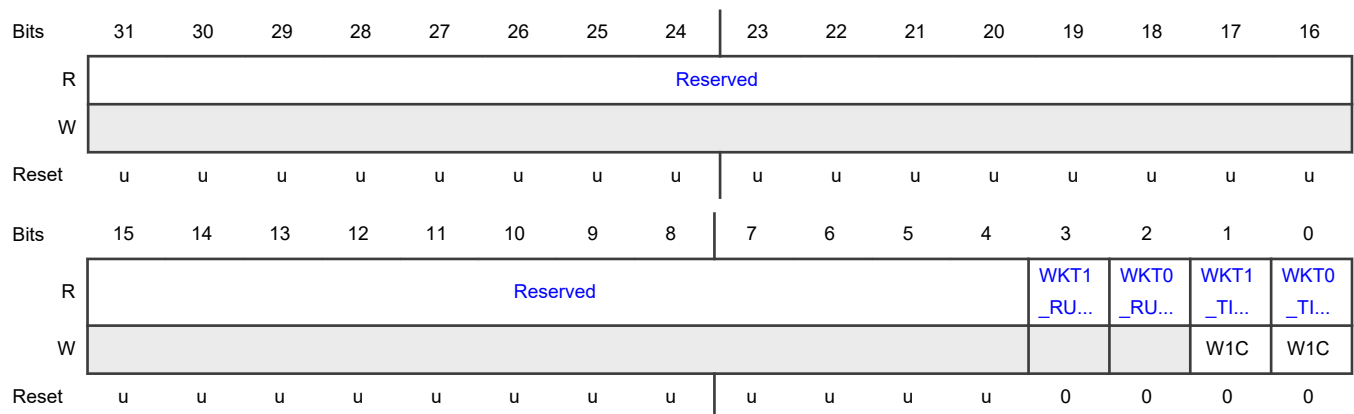 Bits 31 30 29 28 27 26 25 24 23 22 21 20 19 18 17 16
R Reserved
W
Reset u u u u u u u u u u u u u u u u
Bits 15 14 13 12 11 10 9 8 7 6 5 4 3 2 1 0
R Reserved WKT1 _RU... WKT0 _RU... WKT1 _TI... WKT0 _TI...
W W1C W1C
Reset u u u u u u u u u u u u 0 0 0 0